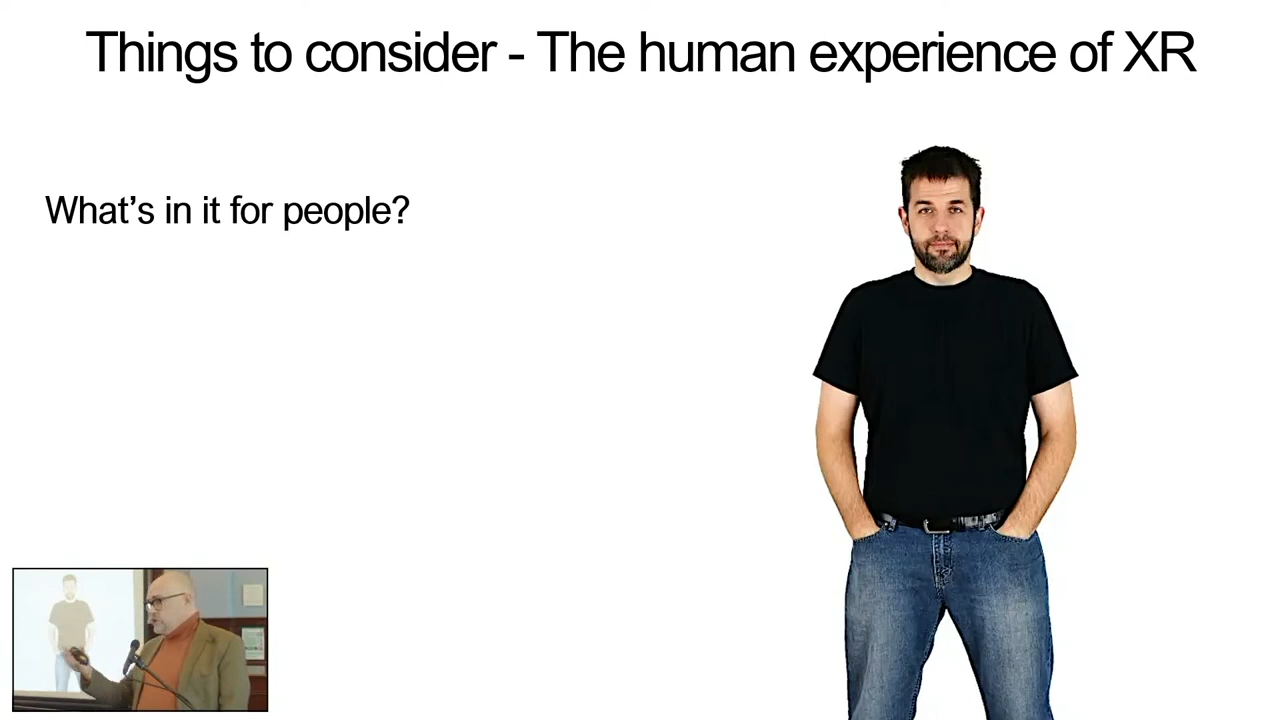 Things to consider - The human experience of XR
What's in it for people?